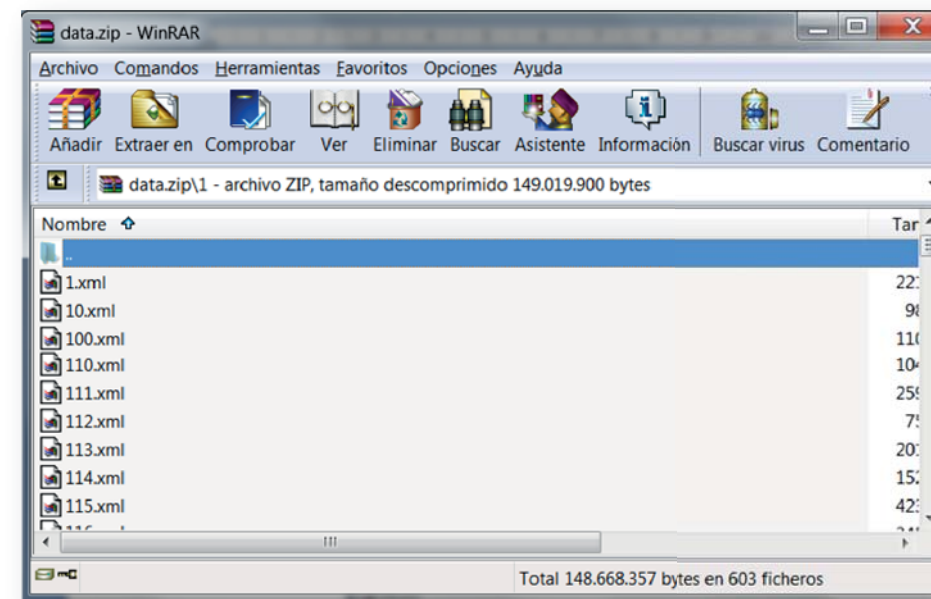 data.zip - WinRAR
Archivo Comandos Herramientas Favoritos Opciones Ayuda
Añadir Extraer en Comprobar Ver Eliminar Buscar Asistente Información Buscar virus Comentario
data.zip\1 - archivo ZIP, tamaño descomprimido 149.019.900 bytes
Nombre
..
1.xml
10.xml
100.xml
110.xml
111.xml
112.xml
113.xml
114.xml
115.xml
Total 148.668.357 bytes en 603 ficheros